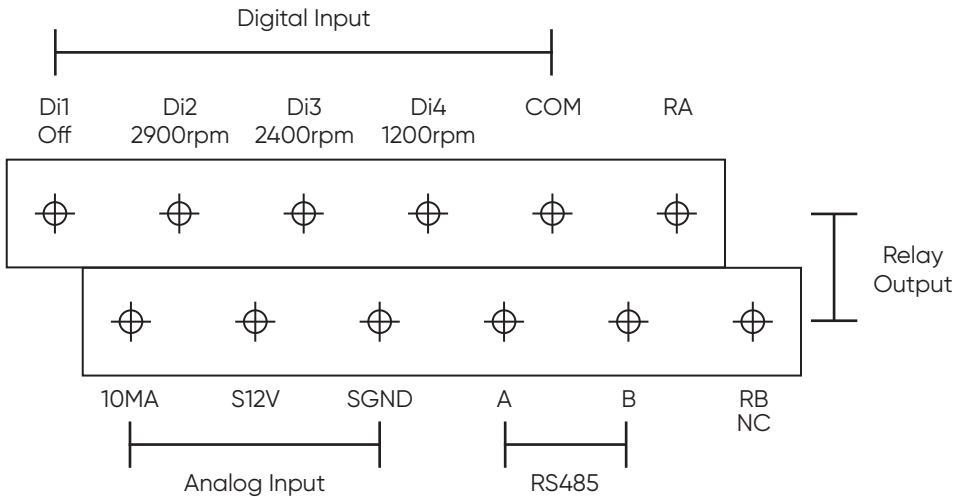 Digital Input
Di1 Di2 Di3 Di4 COM RA
Off 2900rpm 2400rpm 1200rpm
Relay
Output
10MA S12V SGND A B RB
NC
Analog Input RS485